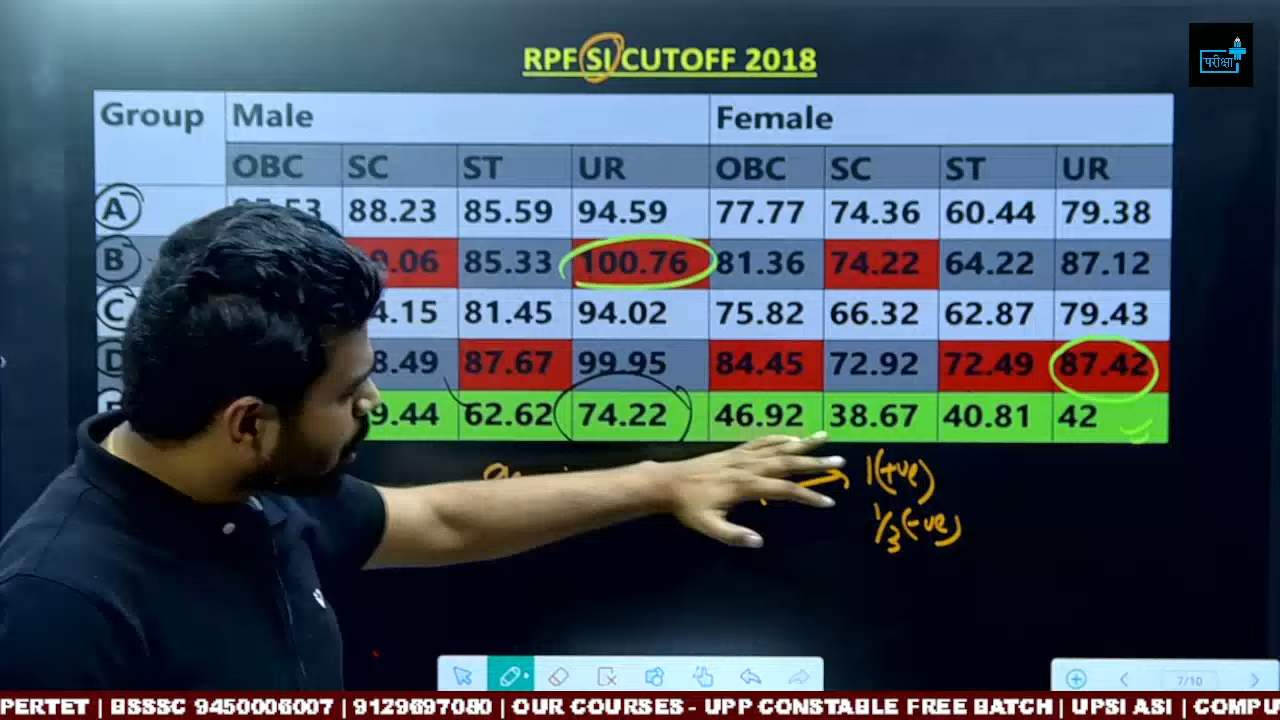 RPF SI CUTOFF 2018
परीक्षा
Group Male Female
OBC SC ST UR OBC SC ST UR
A 88.23 85.59 94.59 77.77 74.36 60.44 79.38
B 85.33 100.76 81.36 74.22 64.22 87.12
C 81.45 94.02 75.82 66.32 62.87 79.43
D 87.67 99.95 84.45 72.92 72.49 87.42
62.62 74.22 46.92 38.67 40.81 42
1(+ve)
1/3(-ve)
7/10
PERTET | BSSSC 9450006007 | 9129697080 | OUR COURSES - UPP CONSTABLE FREE BATCH | UPSI ASI | COMPU